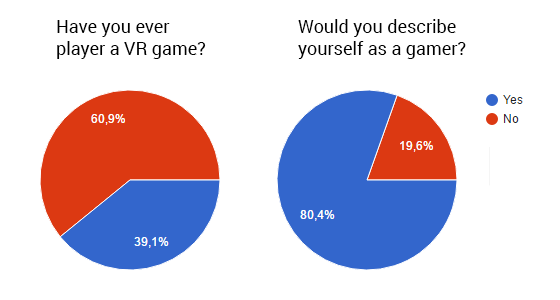 Have you ever
player a VR game?
60,9%
39,1%
Would you describe
yourself as a gamer?
19,6%
80,4%
Yes
No